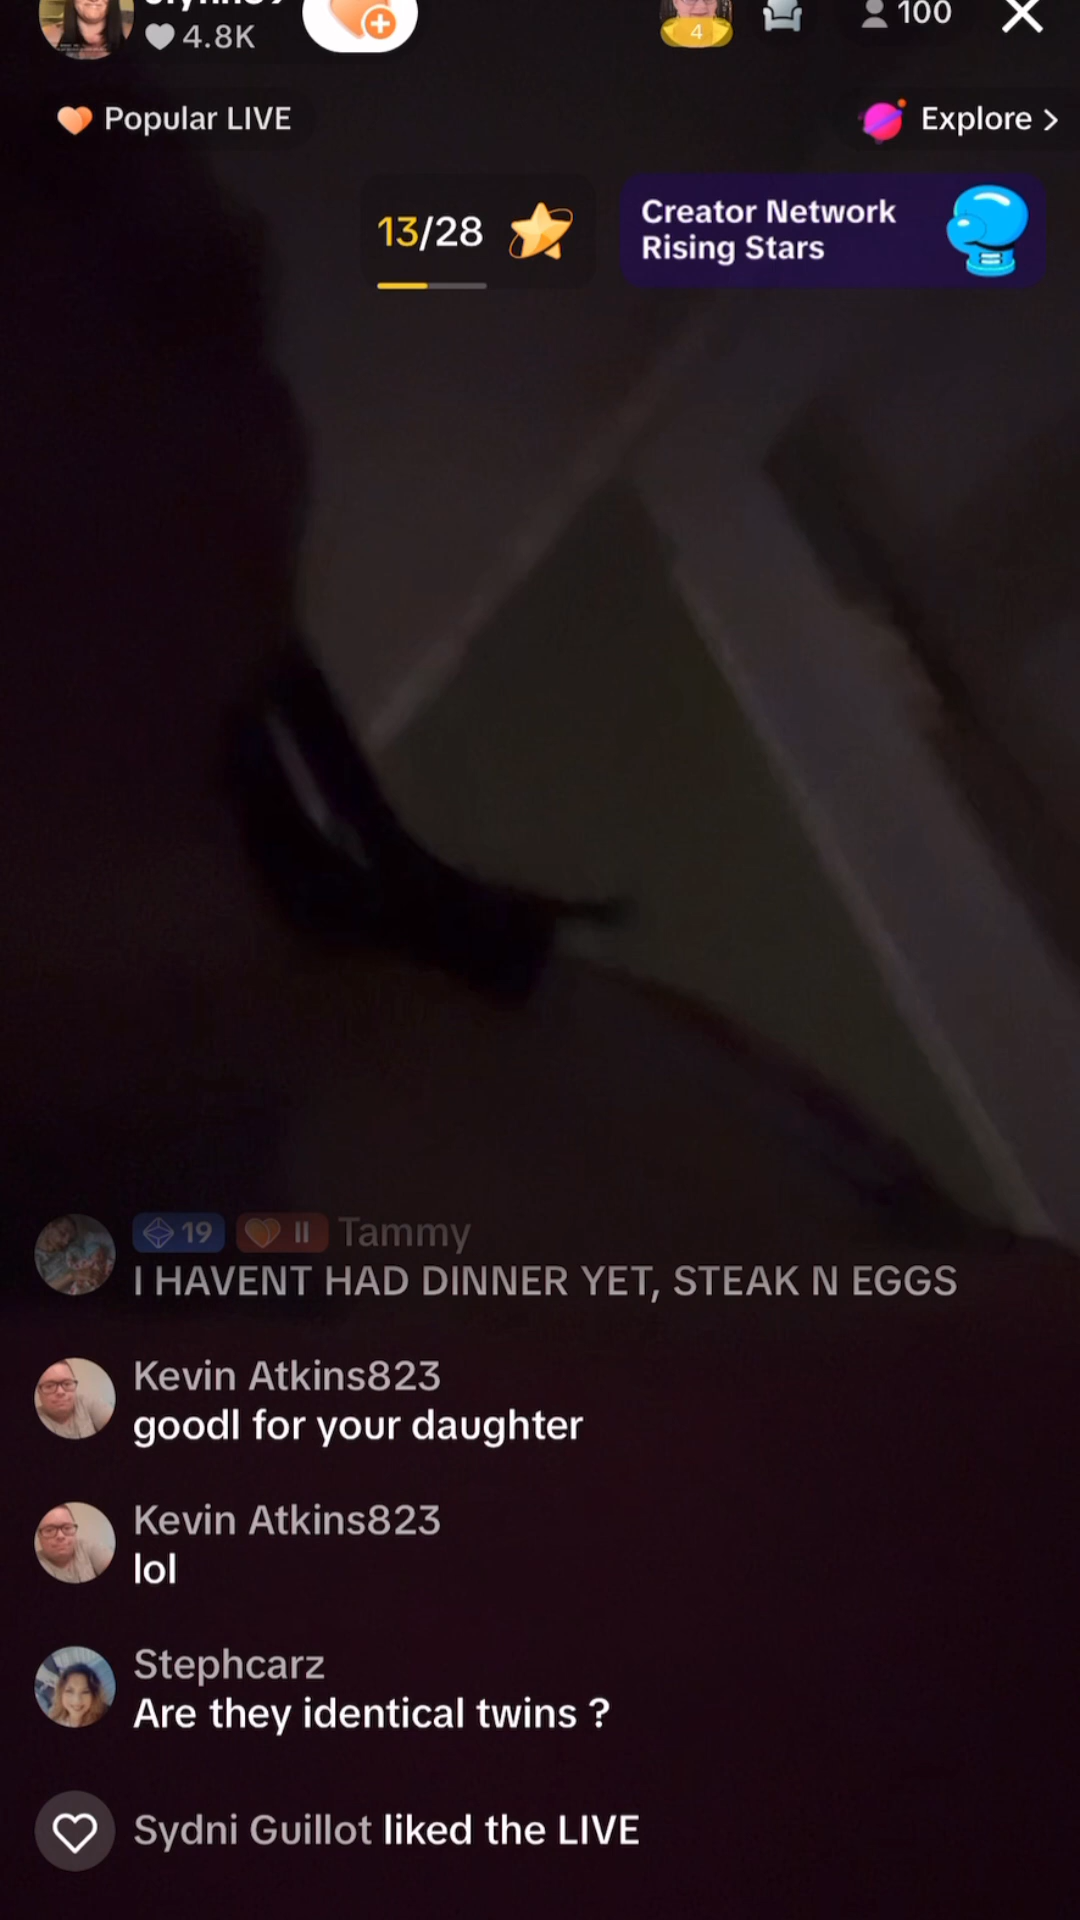 4.8K
4
100
Popular LIVE
Explore >
13/28
Creator Network
Rising Stars
19 II Tammy
I HAVENT HAD DINNER YET, STEAK N EGGS
Kevin Atkins823
goodl for your daughter
Kevin Atkins823
lol
Stephcarz
Are they identical twins ?
Sydni Guillot liked the LIVE